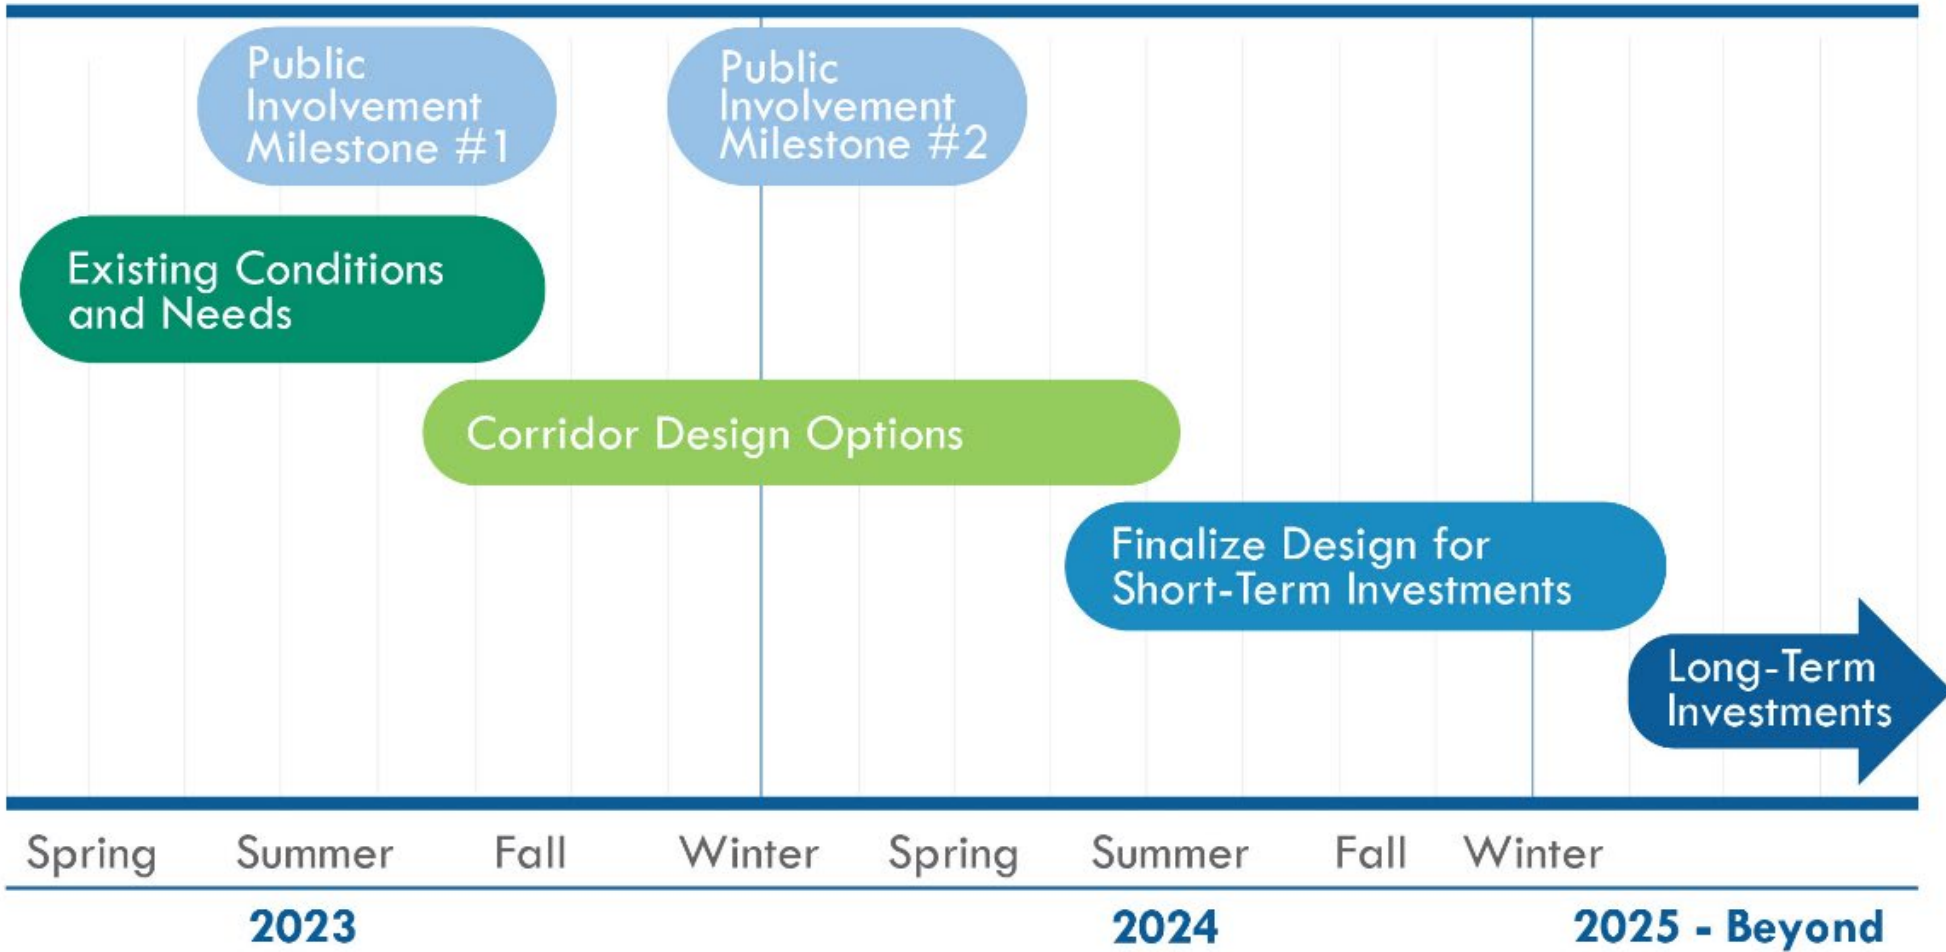 Public
Involvement
Milestone #1
Public
Involvement
Milestone #2
Existing Conditions
and Needs
Corridor Design Options
Finalize Design for
Short-Term Investments
Long-Term
Investments
Spring Summer Fall Winter Spring Summer Fall Winter
2023 2024 2025 - Beyond